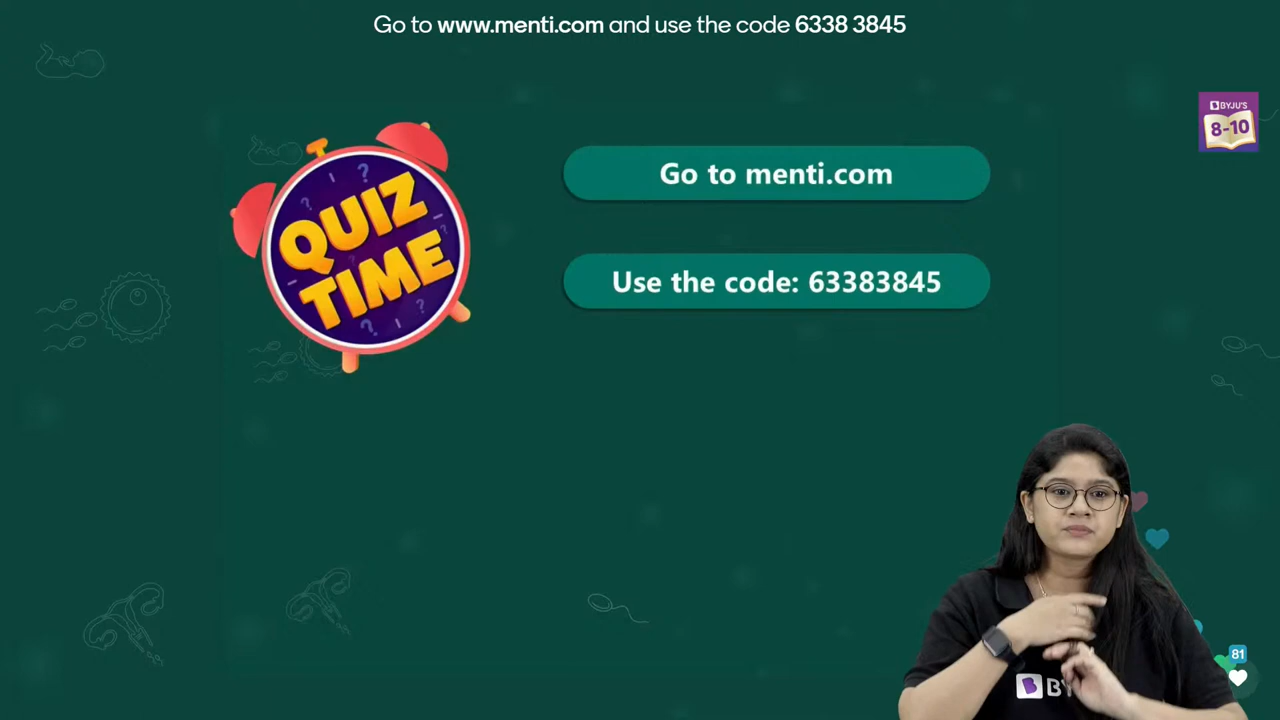 Go to www.menti.com and use the code 6338 3845
BYJU'S
8-10
QUIZ
TIME
Go to menti.com
Use the code: 63383845
BY
81